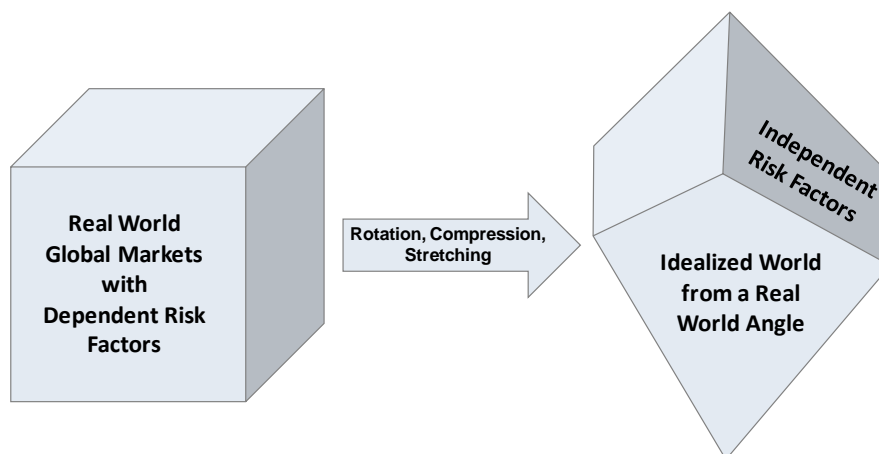 Real World
Global Markets
with
Dependent Risk
Factors
Rotation, Compression,
Stretching
Independent
Risk Factors
Idealized World
from a Real
World Angle